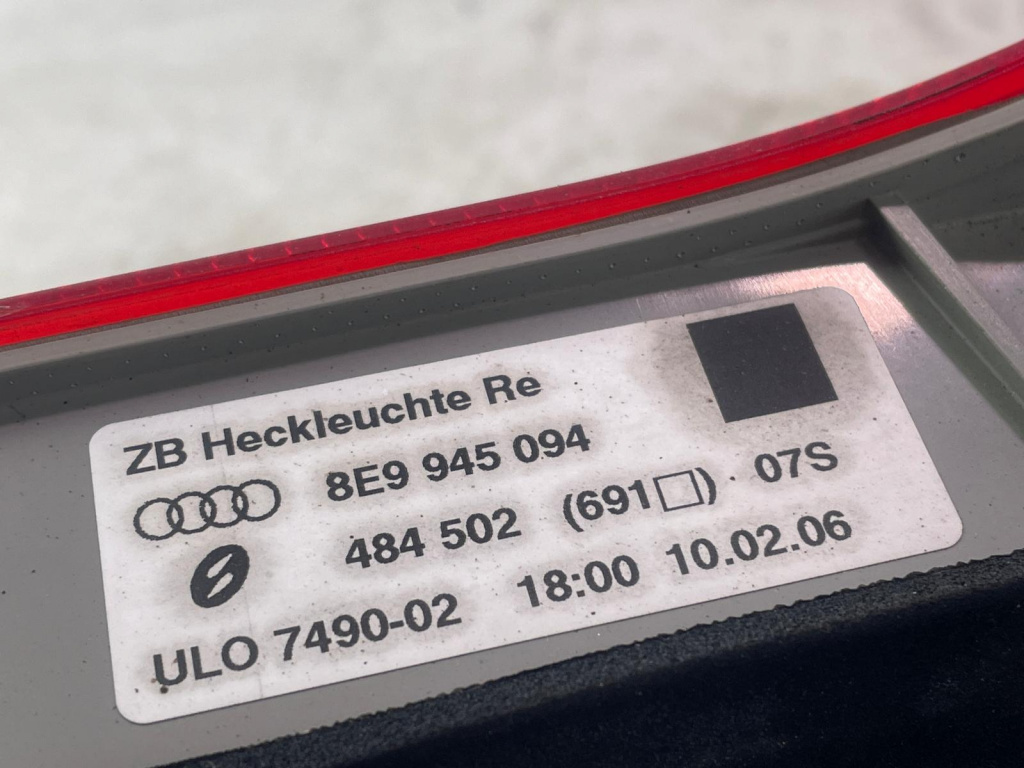 ZB Heckleuchte Re
8E9 945 094
484 502 (691□) · 07S
ULO 7490-02 18:00 10.02.06